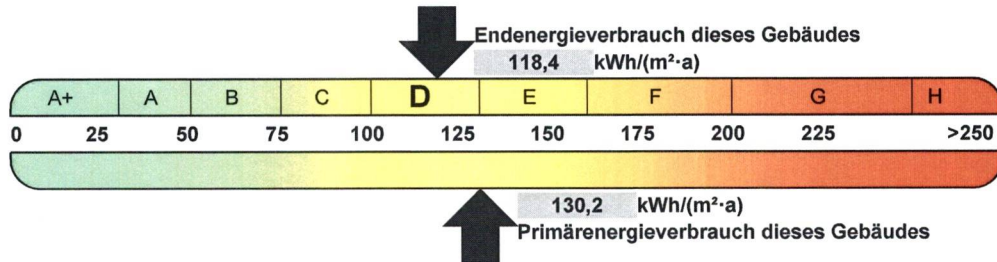 Endenergieverbrauch dieses Gebäudes
118,4 kWh/(m²·a)
A+ A B C D E F G H
0 25 50 75 100 125 150 175 200 225 >250
130,2 kWh/(m²·a)
Primärenergieverbrauch dieses Gebäudes